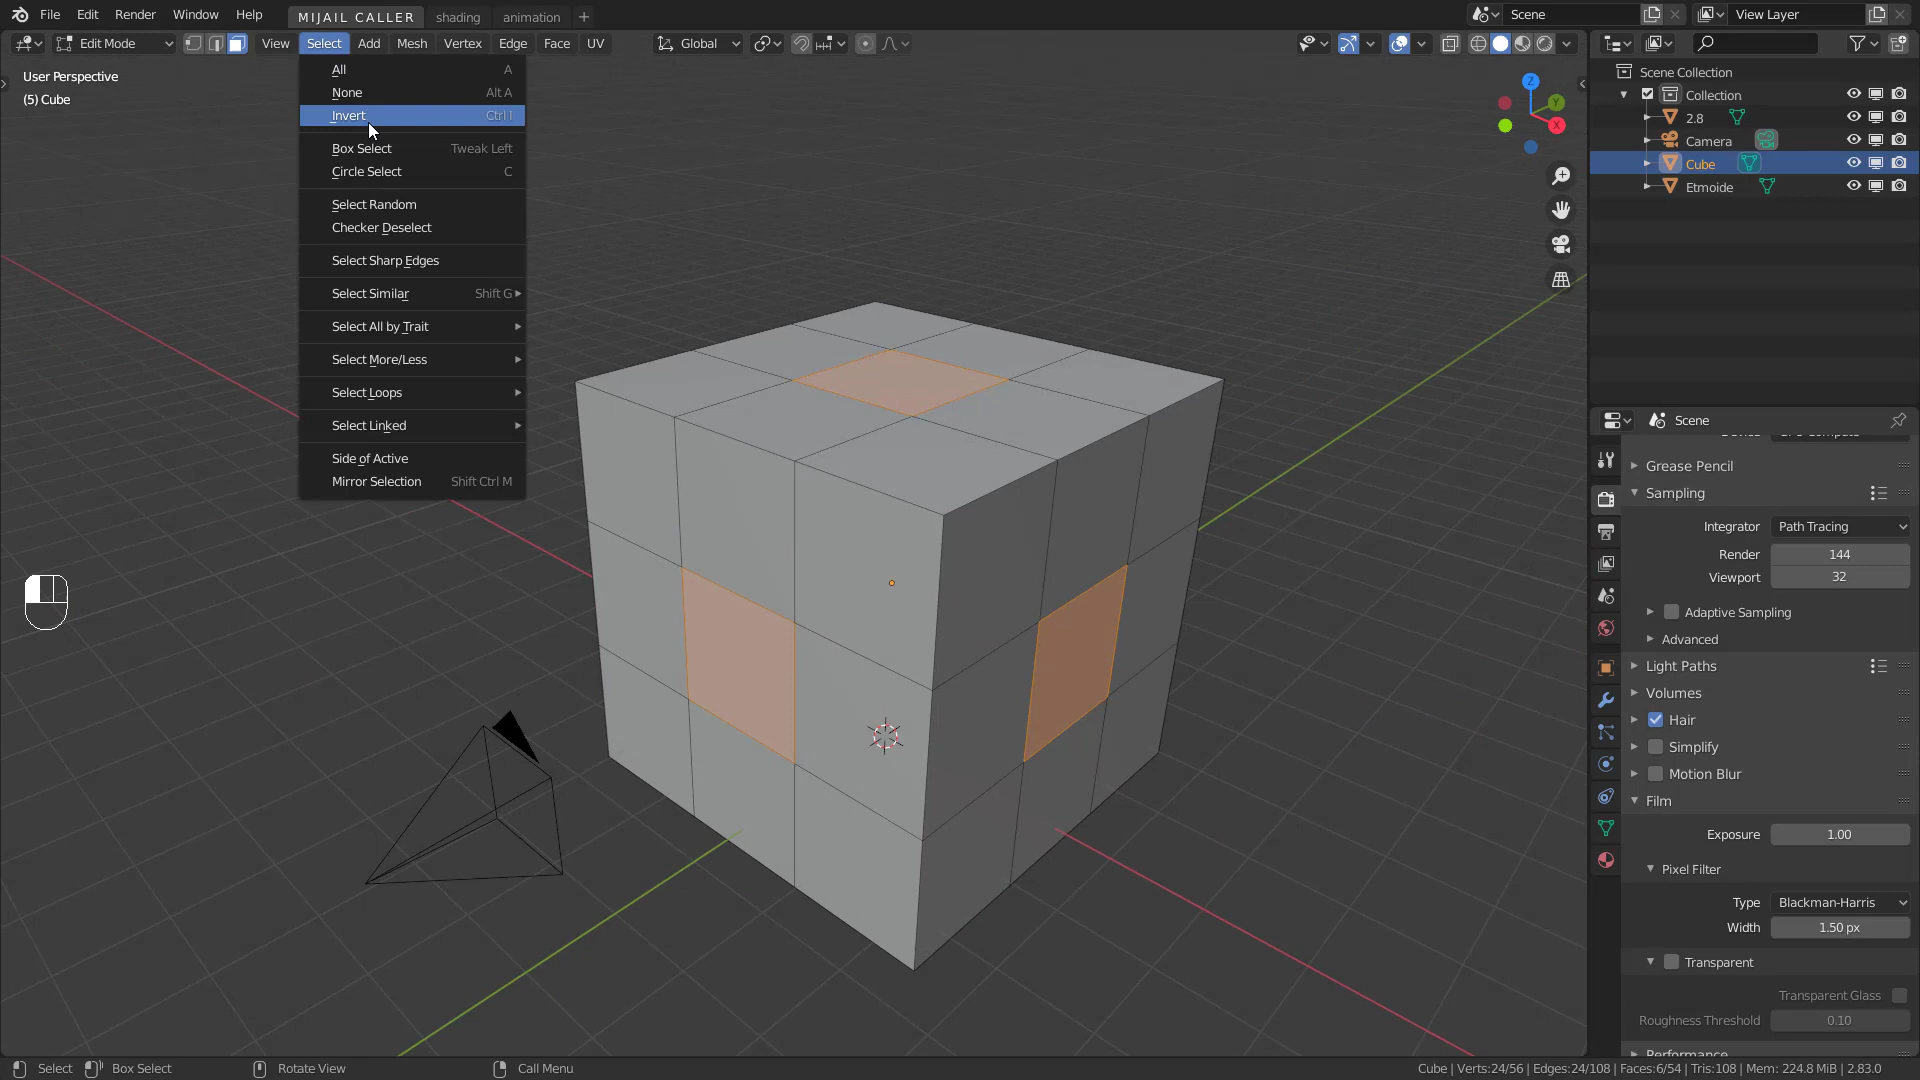 File Edit Render Window Help MIJAIL CALLER shading animation + Scene View Layer
Edit Mode View Select Add Mesh Vertex Edge Face UV Global
User Perspective
(5) Cube
All A
None Alt A
Invert Ctrl I
Box Select Tweak Left
Circle Select C
Select Random
Checker Deselect
Select Sharp Edges
Select Similar Shift G
Select All by Trait
Select More/Less
Select Loops
Select Linked
Side of Active
Mirror Selection Shift Ctrl M
Z
Y
X
Scene Collection
Collection
2.8
Camera
Cube
Etmoide
Scene
Grease Pencil
Sampling
Integrator Path Tracing
Render 144
Viewport 32
Adaptive Sampling
Advanced
Light Paths
Volumes
Hair
Simplify
Motion Blur
Film
Exposure 1.00
Pixel Filter
Type Blackman-Harris
Width 1.50 px
Transparent
Transparent Glass
Roughness Threshold 0.10
Performance
Select Box Select Rotate View Call Menu Cube | Verts:24/56 | Edges:24/108 | Faces:6/54 | Tris:108 | Mem: 224.8 MiB | 2.83.0